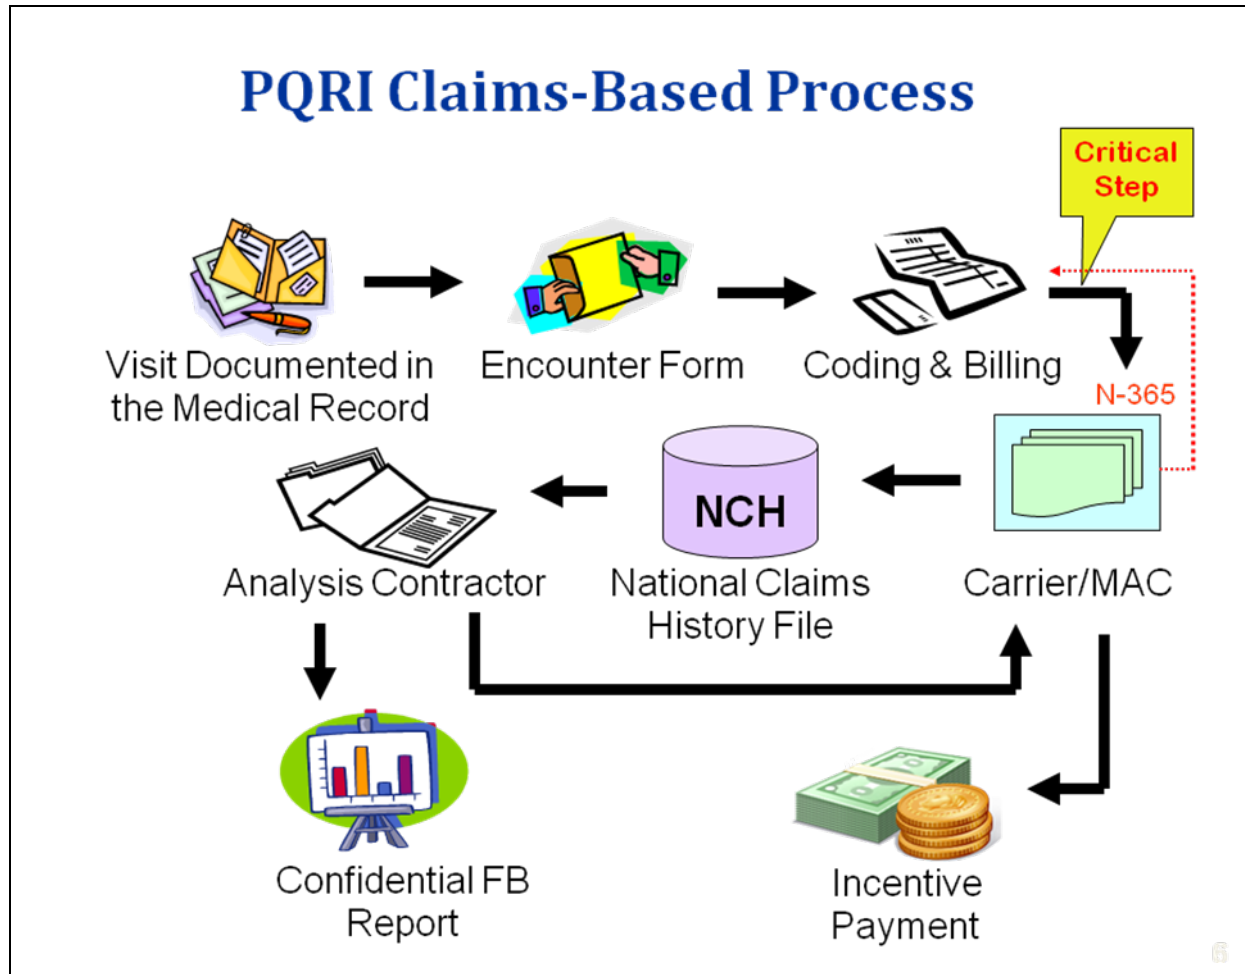 PQRI Claims-Based Process
Critical
Step
Visit Documented in
the Medical Record
Encounter Form
Coding & Billing
N-365
NCH
Analysis Contractor
National Claims
History File
Carrier/MAC
Confidential FB
Report
Incentive
Payment
6